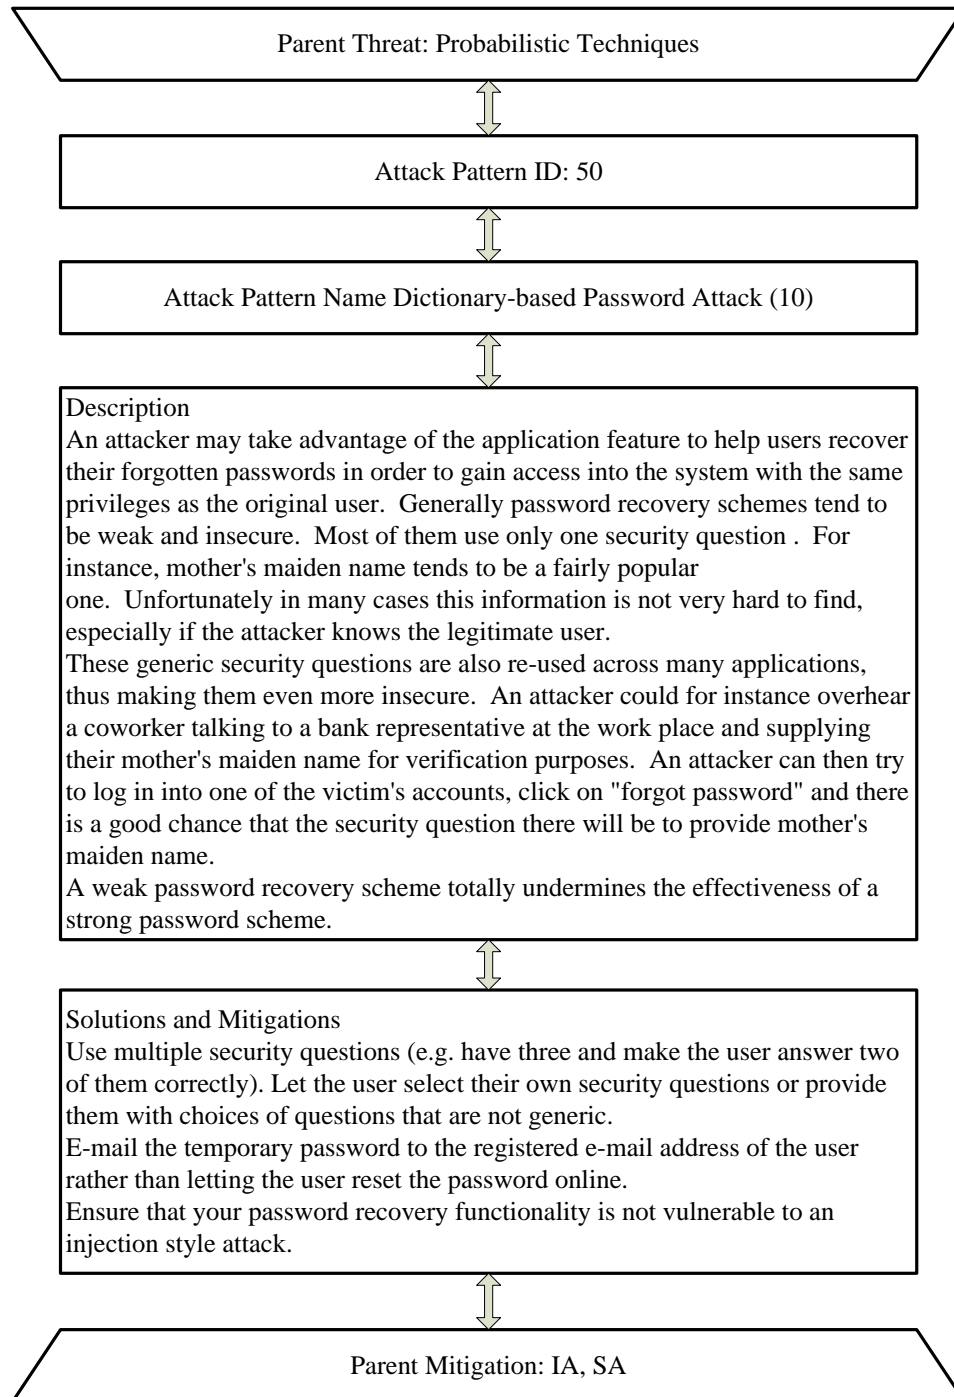 Parent Threat: Probabilistic Techniques
Attack Pattern ID: 50
Attack Pattern Name Dictionary-based Password Attack (10)
Description
An attacker may take advantage of the application feature to help users recover
their forgotten passwords in order to gain access into the system with the same
privileges as the original user.  Generally password recovery schemes tend to
be weak and insecure.  Most of them use only one security question .  For
instance, mother's maiden name tends to be a fairly popular
one.  Unfortunately in many cases this information is not very hard to find,
especially if the attacker knows the legitimate user.
These generic security questions are also re-used across many applications,
thus making them even more insecure.  An attacker could for instance overhear
a coworker talking to a bank representative at the work place and supplying
their mother's maiden name for verification purposes.  An attacker can then try
to log in into one of the victim's accounts, click on "forgot password" and there
is a good chance that the security question there will be to provide mother's
maiden name.
A weak password recovery scheme totally undermines the effectiveness of a
strong password scheme.
Solutions and Mitigations
Use multiple security questions (e.g. have three and make the user answer two
of them correctly). Let the user select their own security questions or provide
them with choices of questions that are not generic.
E-mail the temporary password to the registered e-mail address of the user
rather than letting the user reset the password online.
Ensure that your password recovery functionality is not vulnerable to an
injection style attack.
Parent Mitigation: IA, SA